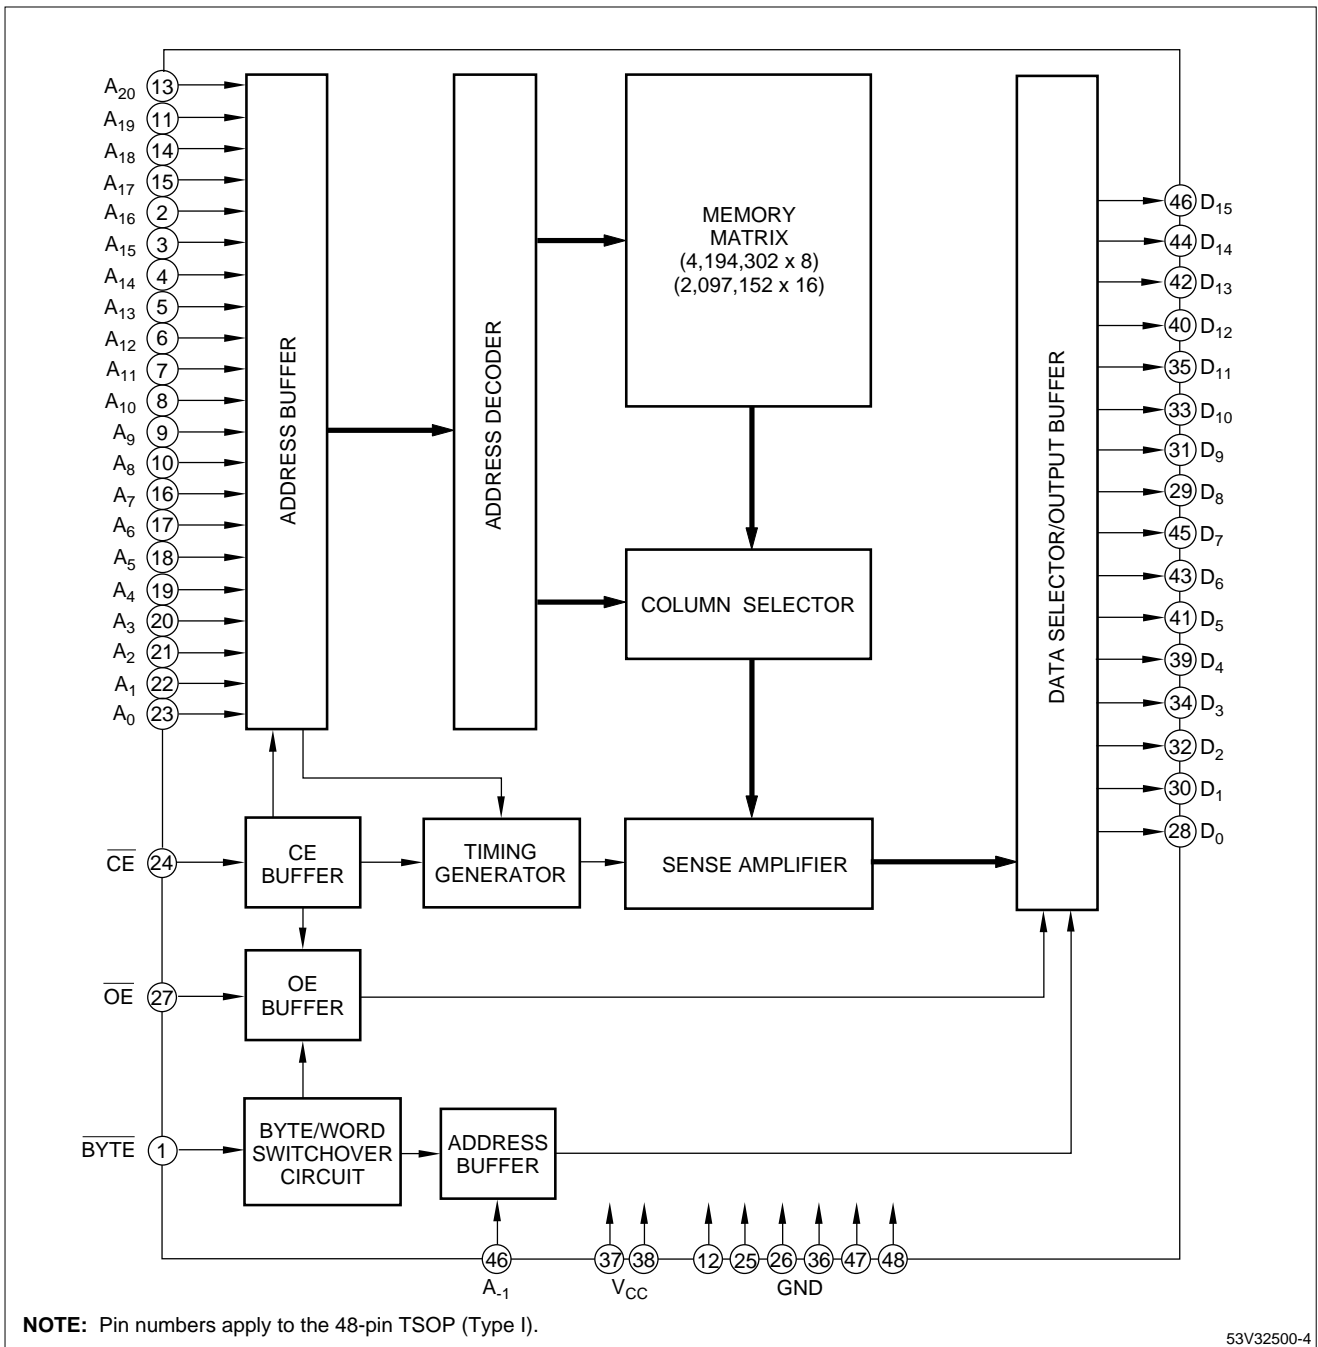 A20 13
A19 11
A18 14
A17 15
A16 2
A15 3
A14 4
A13 5
A12 6
A11 7
A10 8
A9 9
A8 10
A7 16
A6 17
A5 18
A4 19
A3 20
A2 21
A1 22
A0 23
ADDRESS BUFFER
ADDRESS DECODER
MEMORY
MATRIX
(4,194,302 x 8)
(2,097,152 x 16)
COLUMN SELECTOR
DATA SELECTOR/OUTPUT BUFFER
46 D15
44 D14
42 D13
40 D12
35 D11
33 D10
31 D9
29 D8
45 D7
43 D6
41 D5
39 D4
34 D3
32 D2
30 D1
28 D0
CE 24
CE
BUFFER
TIMING
GENERATOR
SENSE AMPLIFIER
OE 27
OE
BUFFER
BYTE 1
BYTE/WORD
SWITCHOVER
CIRCUIT
ADDRESS
BUFFER
46 37 38 12 25 26 36 47 48
A-1 VCC GND
NOTE: Pin numbers apply to the 48-pin TSOP (Type I).
53V32500-4